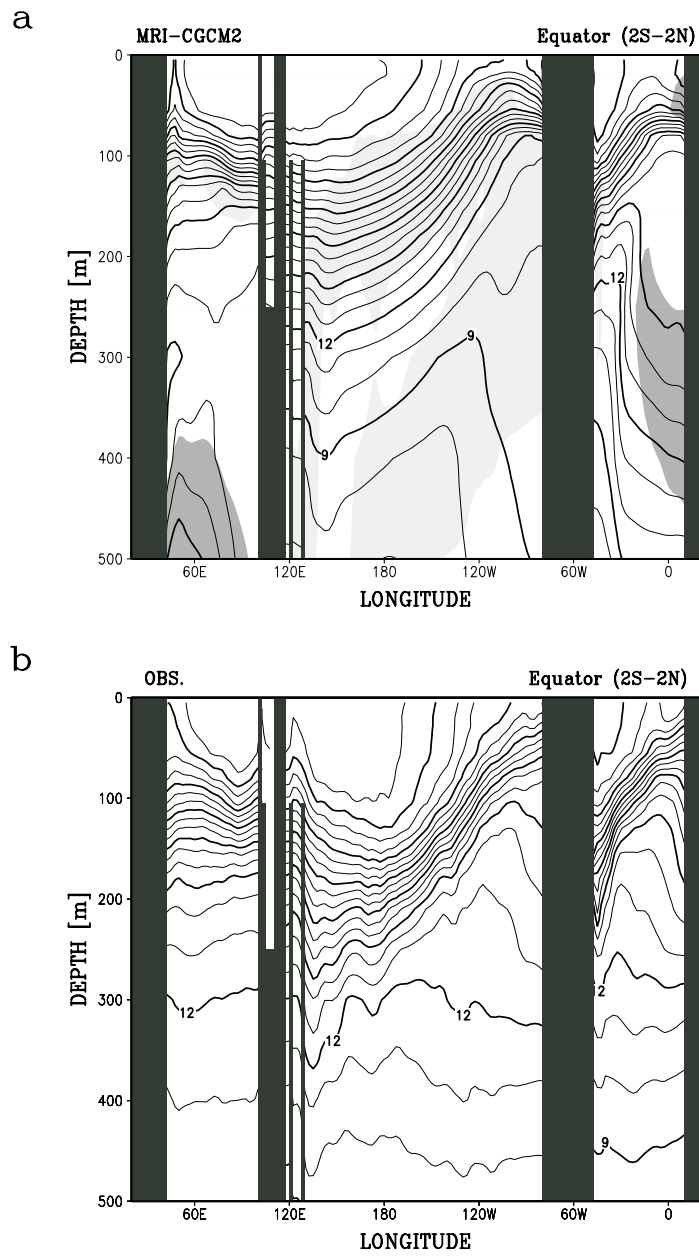 a
MRI-CGCM2 Equator (2S-2N)
0
100
200
300
400
500
DEPTH [m]
12
12
9
9
60E 120E 180 120W 60W 0
LONGITUDE
b
OBS. Equator (2S-2N)
0
100
200
300
400
500
DEPTH [m]
12
12
12
12
9
60E 120E 180 120W 60W 0
LONGITUDE